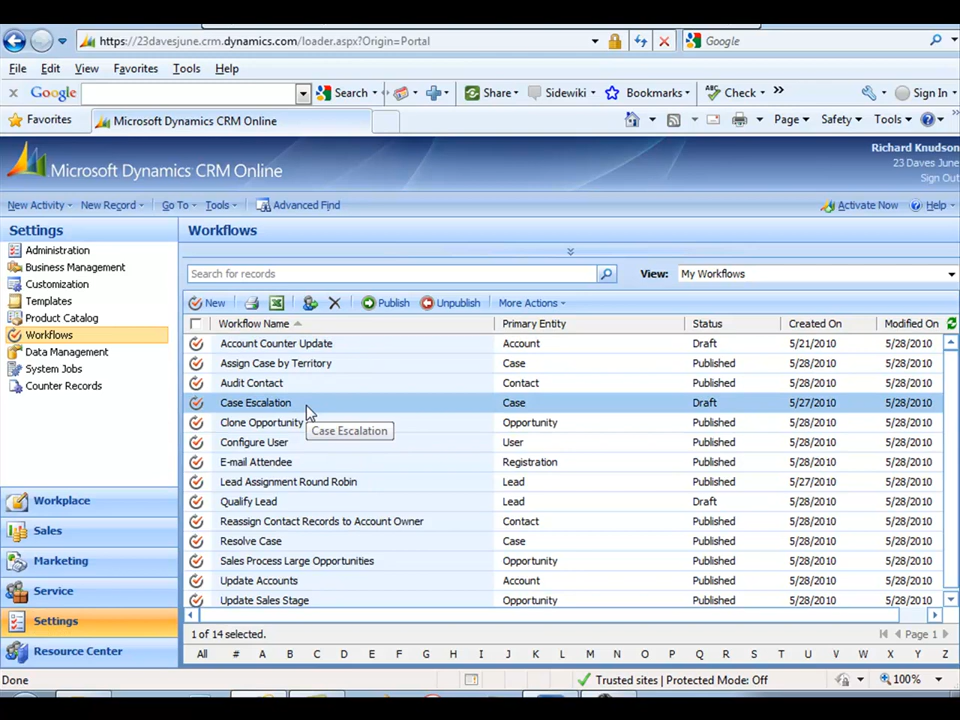 https://23davesjune.crm.dynamics.com/loader.aspx?Origin=Portal
Google
File Edit View Favorites Tools Help
Google Search Share Sidewiki Bookmarks Check Sign In
Favorites Microsoft Dynamics CRM Online Page Safety Tools
Microsoft Dynamics CRM Online
Richard Knudson
23 Daves June
Sign Out
New Activity New Record Go To Tools Advanced Find Activate Now Help
Settings
Administration
Business Management
Customization
Templates
Product Catalog
Workflows
Data Management
System Jobs
Counter Records
Workplace
Sales
Marketing
Service
Settings
Resource Center
Workflows
Search for records View: My Workflows
New Publish Unpublish More Actions
Workflow Name Primary Entity Status Created On Modified On
Account Counter Update Account Draft 5/21/2010 5/28/2010
Assign Case by Territory Case Published 5/28/2010 5/28/2010
Audit Contact Contact Published 5/28/2010 5/28/2010
Case Escalation Case Draft 5/27/2010 5/28/2010
Clone Opportunity Opportunity Published 5/28/2010 5/28/2010
Case Escalation
Configure User User Published 5/28/2010 5/28/2010
E-mail Attendee Registration Published 5/28/2010 5/28/2010
Lead Assignment Round Robin Lead Published 5/27/2010 5/28/2010
Qualify Lead Lead Draft 5/28/2010 5/28/2010
Reassign Contact Records to Account Owner Contact Published 5/28/2010 5/28/2010
Resolve Case Case Published 5/28/2010 5/28/2010
Sales Process Large Opportunities Opportunity Published 5/28/2010 5/28/2010
Update Accounts Account Published 5/28/2010 5/28/2010
Update Sales Stage Opportunity Published 5/28/2010 5/28/2010
1 of 14 selected. Page 1
All # A B C D E F G H I J K L M N O P Q R S T U V W X Y Z
Done Trusted sites | Protected Mode: Off 100%